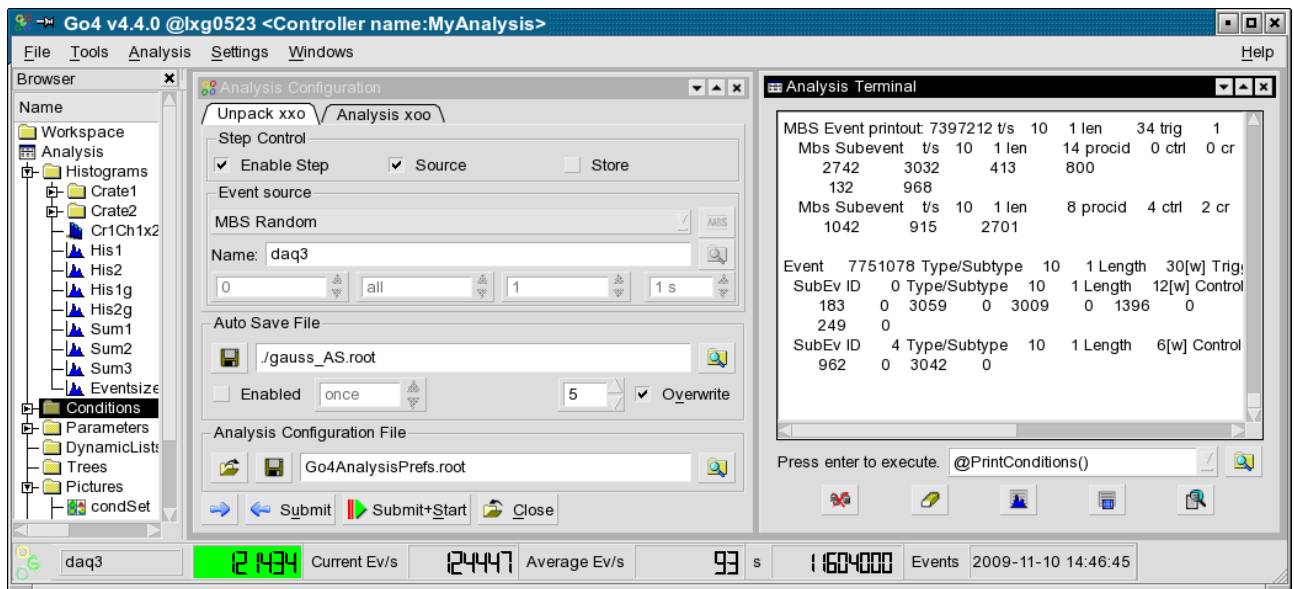 Go4 v4.4.0 @lxg0523 <Controller name:MyAnalysis>
File Tools Analysis Settings Windows Help
Browser
Name
Workspace
Analysis
Histograms
Crate1
Crate2
Cr1Ch1x2
His1
His2
His1g
His2g
Sum1
Sum2
Sum3
Eventsize
Conditions
Parameters
DynamicLists
Trees
Pictures
condSet
Analysis Configuration
Unpack xxo Analysis xoo
Step Control
Enable Step Source Store
Event source
MBS Random MBS
Name: daq3
0 all 1 1 s
Auto Save File
./gauss_AS.root
Enabled once 5 Overwrite
Analysis Configuration File
Go4AnalysisPrefs.root
Submit Submit+Start Close
Analysis Terminal
MBS Event printout: 7397212 t/s 10 1 len 34 trig 1
Mbs Subevent t/s 10 1 len 14 procid 0 ctrl 0 cr
2742 3032 413 800
132 968
Mbs Subevent t/s 10 1 len 8 procid 4 ctrl 2 cr
1042 915 2701
Event 7751078 Type/Subtype 10 1 Length 30[w] Trig
SubEv ID 0 Type/Subtype 10 1 Length 12[w] Control
183 0 3059 0 3009 0 1396 0
249 0
SubEv ID 4 Type/Subtype 10 1 Length 6[w] Control
962 0 3042 0
Press enter to execute. @PrintConditions()
daq3 121434 Current Ev/s 124447 Average Ev/s 93 s 11604000 Events 2009-11-10 14:46:45